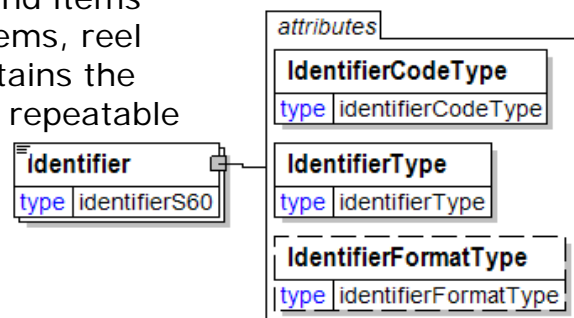 nd items
ems, reel
tains the
repeatable
attributes
IdentifierCodeType
type identifierCodeType
Identifier
type identifierS60
IdentifierType
type identifierType
IdentifierFormatType
type identifierFormatType